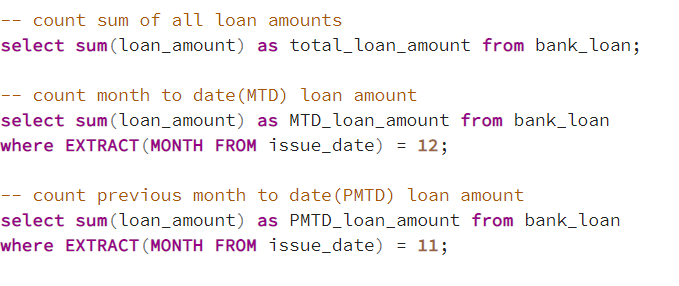 -- count sum of all loan amounts
select sum(loan_amount) as total_loan_amount from bank_loan;
-- count month to date(MTD) loan amount
select sum(loan_amount) as MTD_loan_amount from bank_loan
where EXTRACT(MONTH FROM issue_date) = 12;
-- count previous month to date(PMTD) loan amount
select sum(loan_amount) as PMTD_loan_amount from bank_loan
where EXTRACT(MONTH FROM issue_date) = 11;